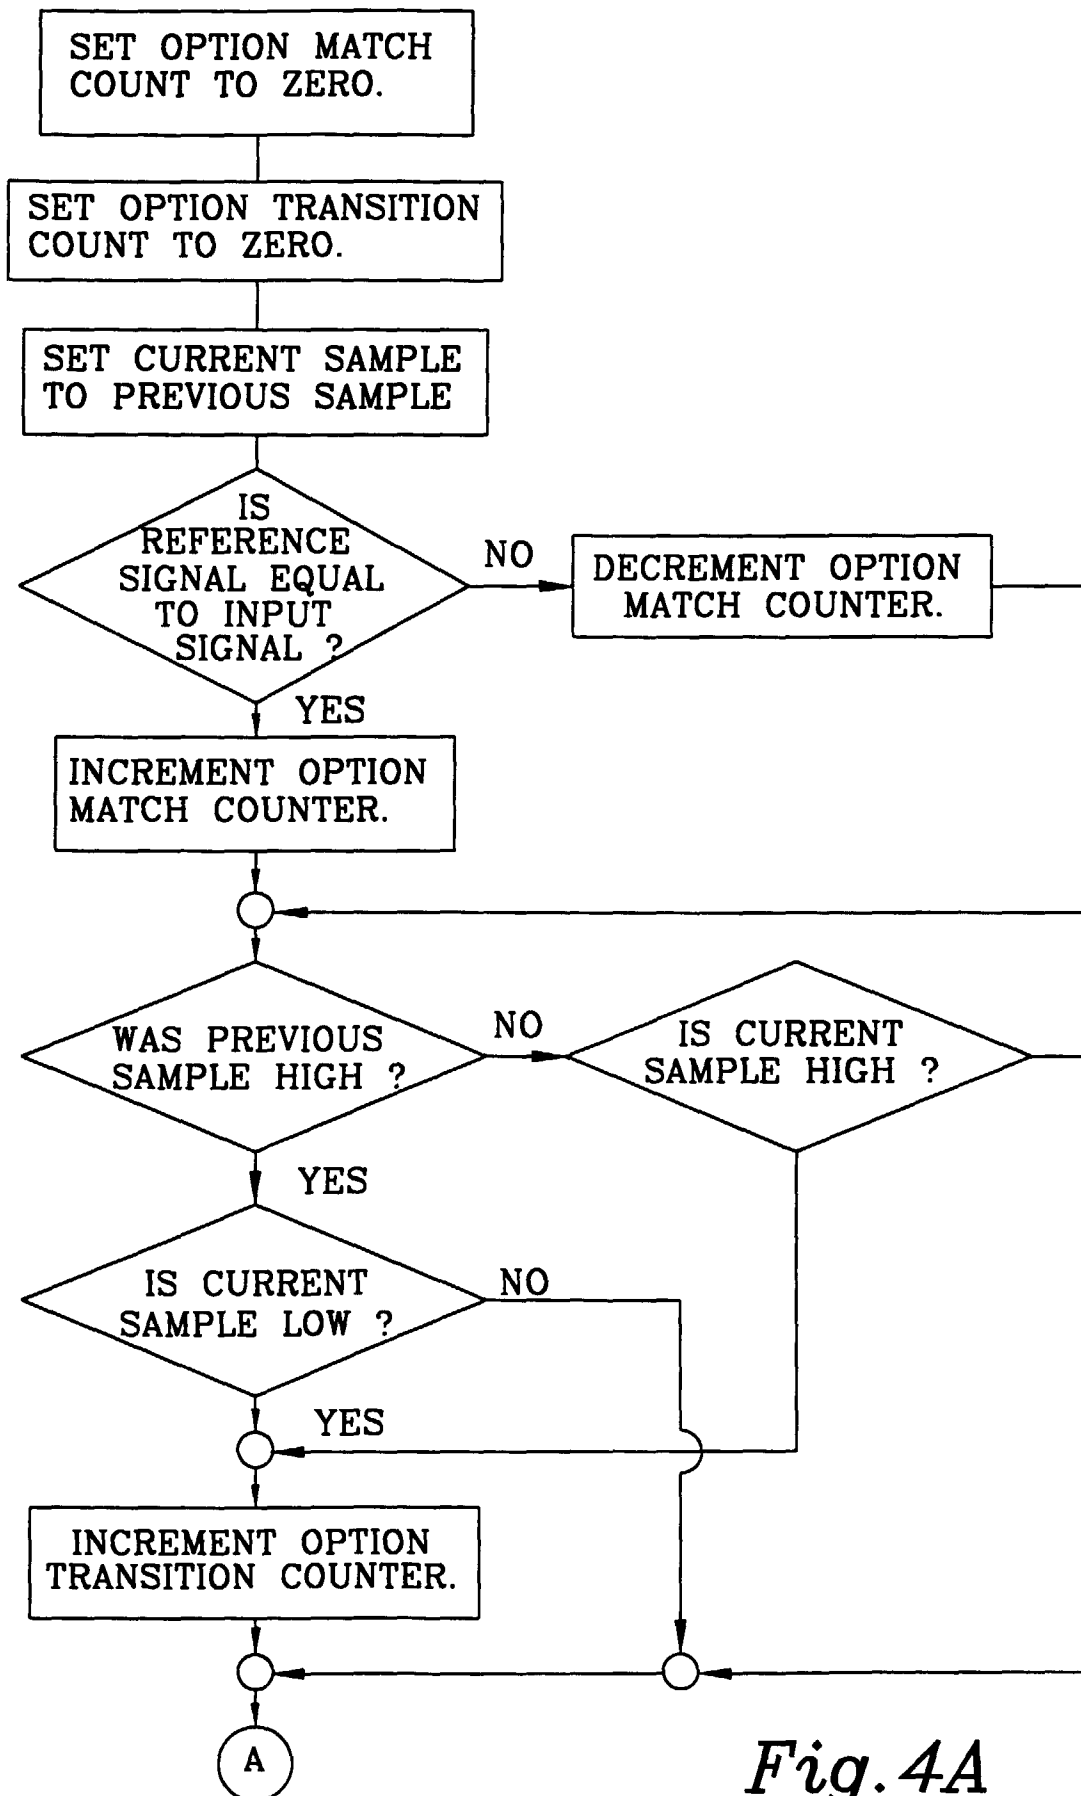 SET OPTION MATCH
COUNT TO ZERO.
SET OPTION TRANSITION
COUNT TO ZERO.
SET CURRENT SAMPLE
TO PREVIOUS SAMPLE
IS
REFERENCE
SIGNAL EQUAL
TO INPUT
SIGNAL ?
NO
DECREMENT OPTION
MATCH COUNTER.
YES
INCREMENT OPTION
MATCH COUNTER.
WAS PREVIOUS
SAMPLE HIGH ?
NO
IS CURRENT
SAMPLE HIGH ?
YES
IS CURRENT
SAMPLE LOW ?
NO
YES
INCREMENT OPTION
TRANSITION COUNTER.
A
Fig. 4A